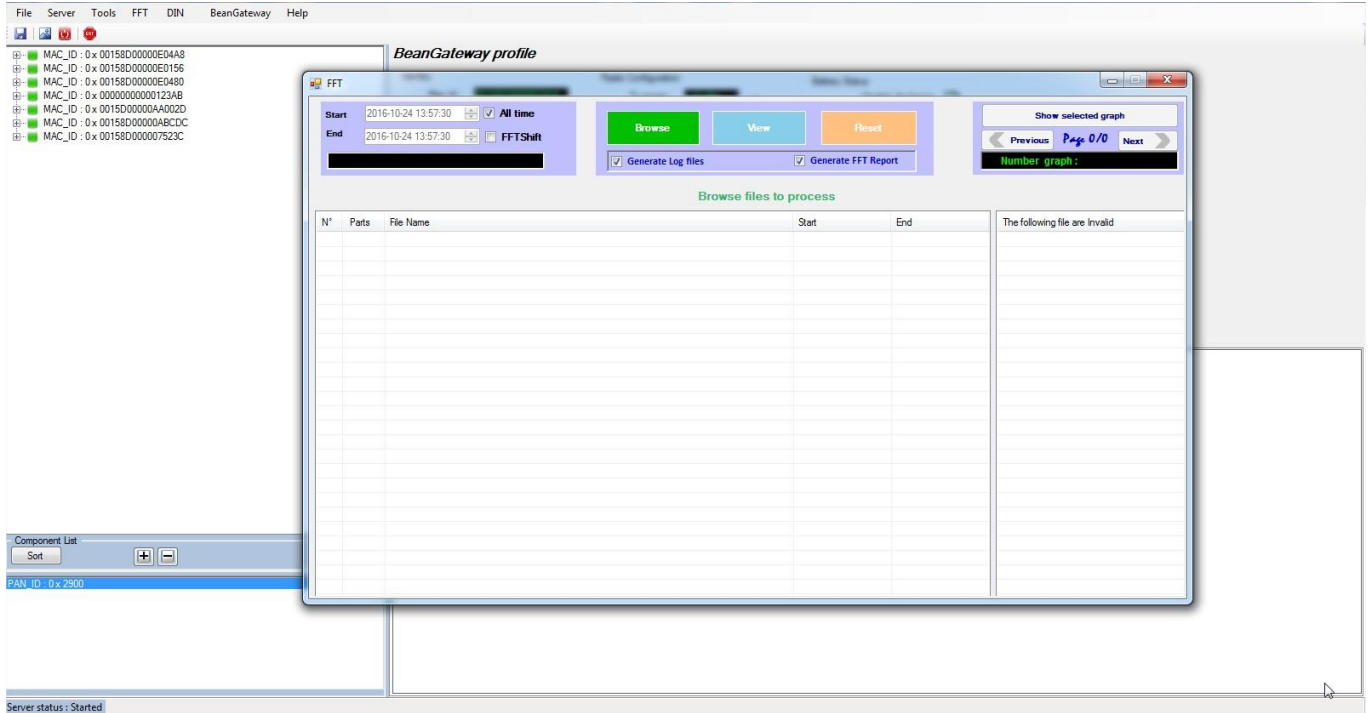 File Server Tools FFT DIN BeanGateway Help
MAC_ID : 0 x 00158D00000E04A8
MAC_ID : 0 x 00158D00000E0156
MAC_ID : 0 x 00158D00000E0480
MAC_ID : 0 x 00000000000123AB
MAC_ID : 0 x 0015D00000AA002D
MAC_ID : 0 x 00158D00000ABCDC
MAC_ID : 0 x 00158D000007523C
BeanGateway profile
FFT
Start 2016-10-24 13:57:30 All time
End 2016-10-24 13:57:30 FFTShift
Browse View Reset
Generate Log files Generate FFT Report
Show selected graph
Previous Page 0/0 Next
Number graph :
Browse files to process
N° Parts File Name Start End
The following file are Invalid
Component List
Sort
PAN_ID : 0 x 2900
Server status : Started